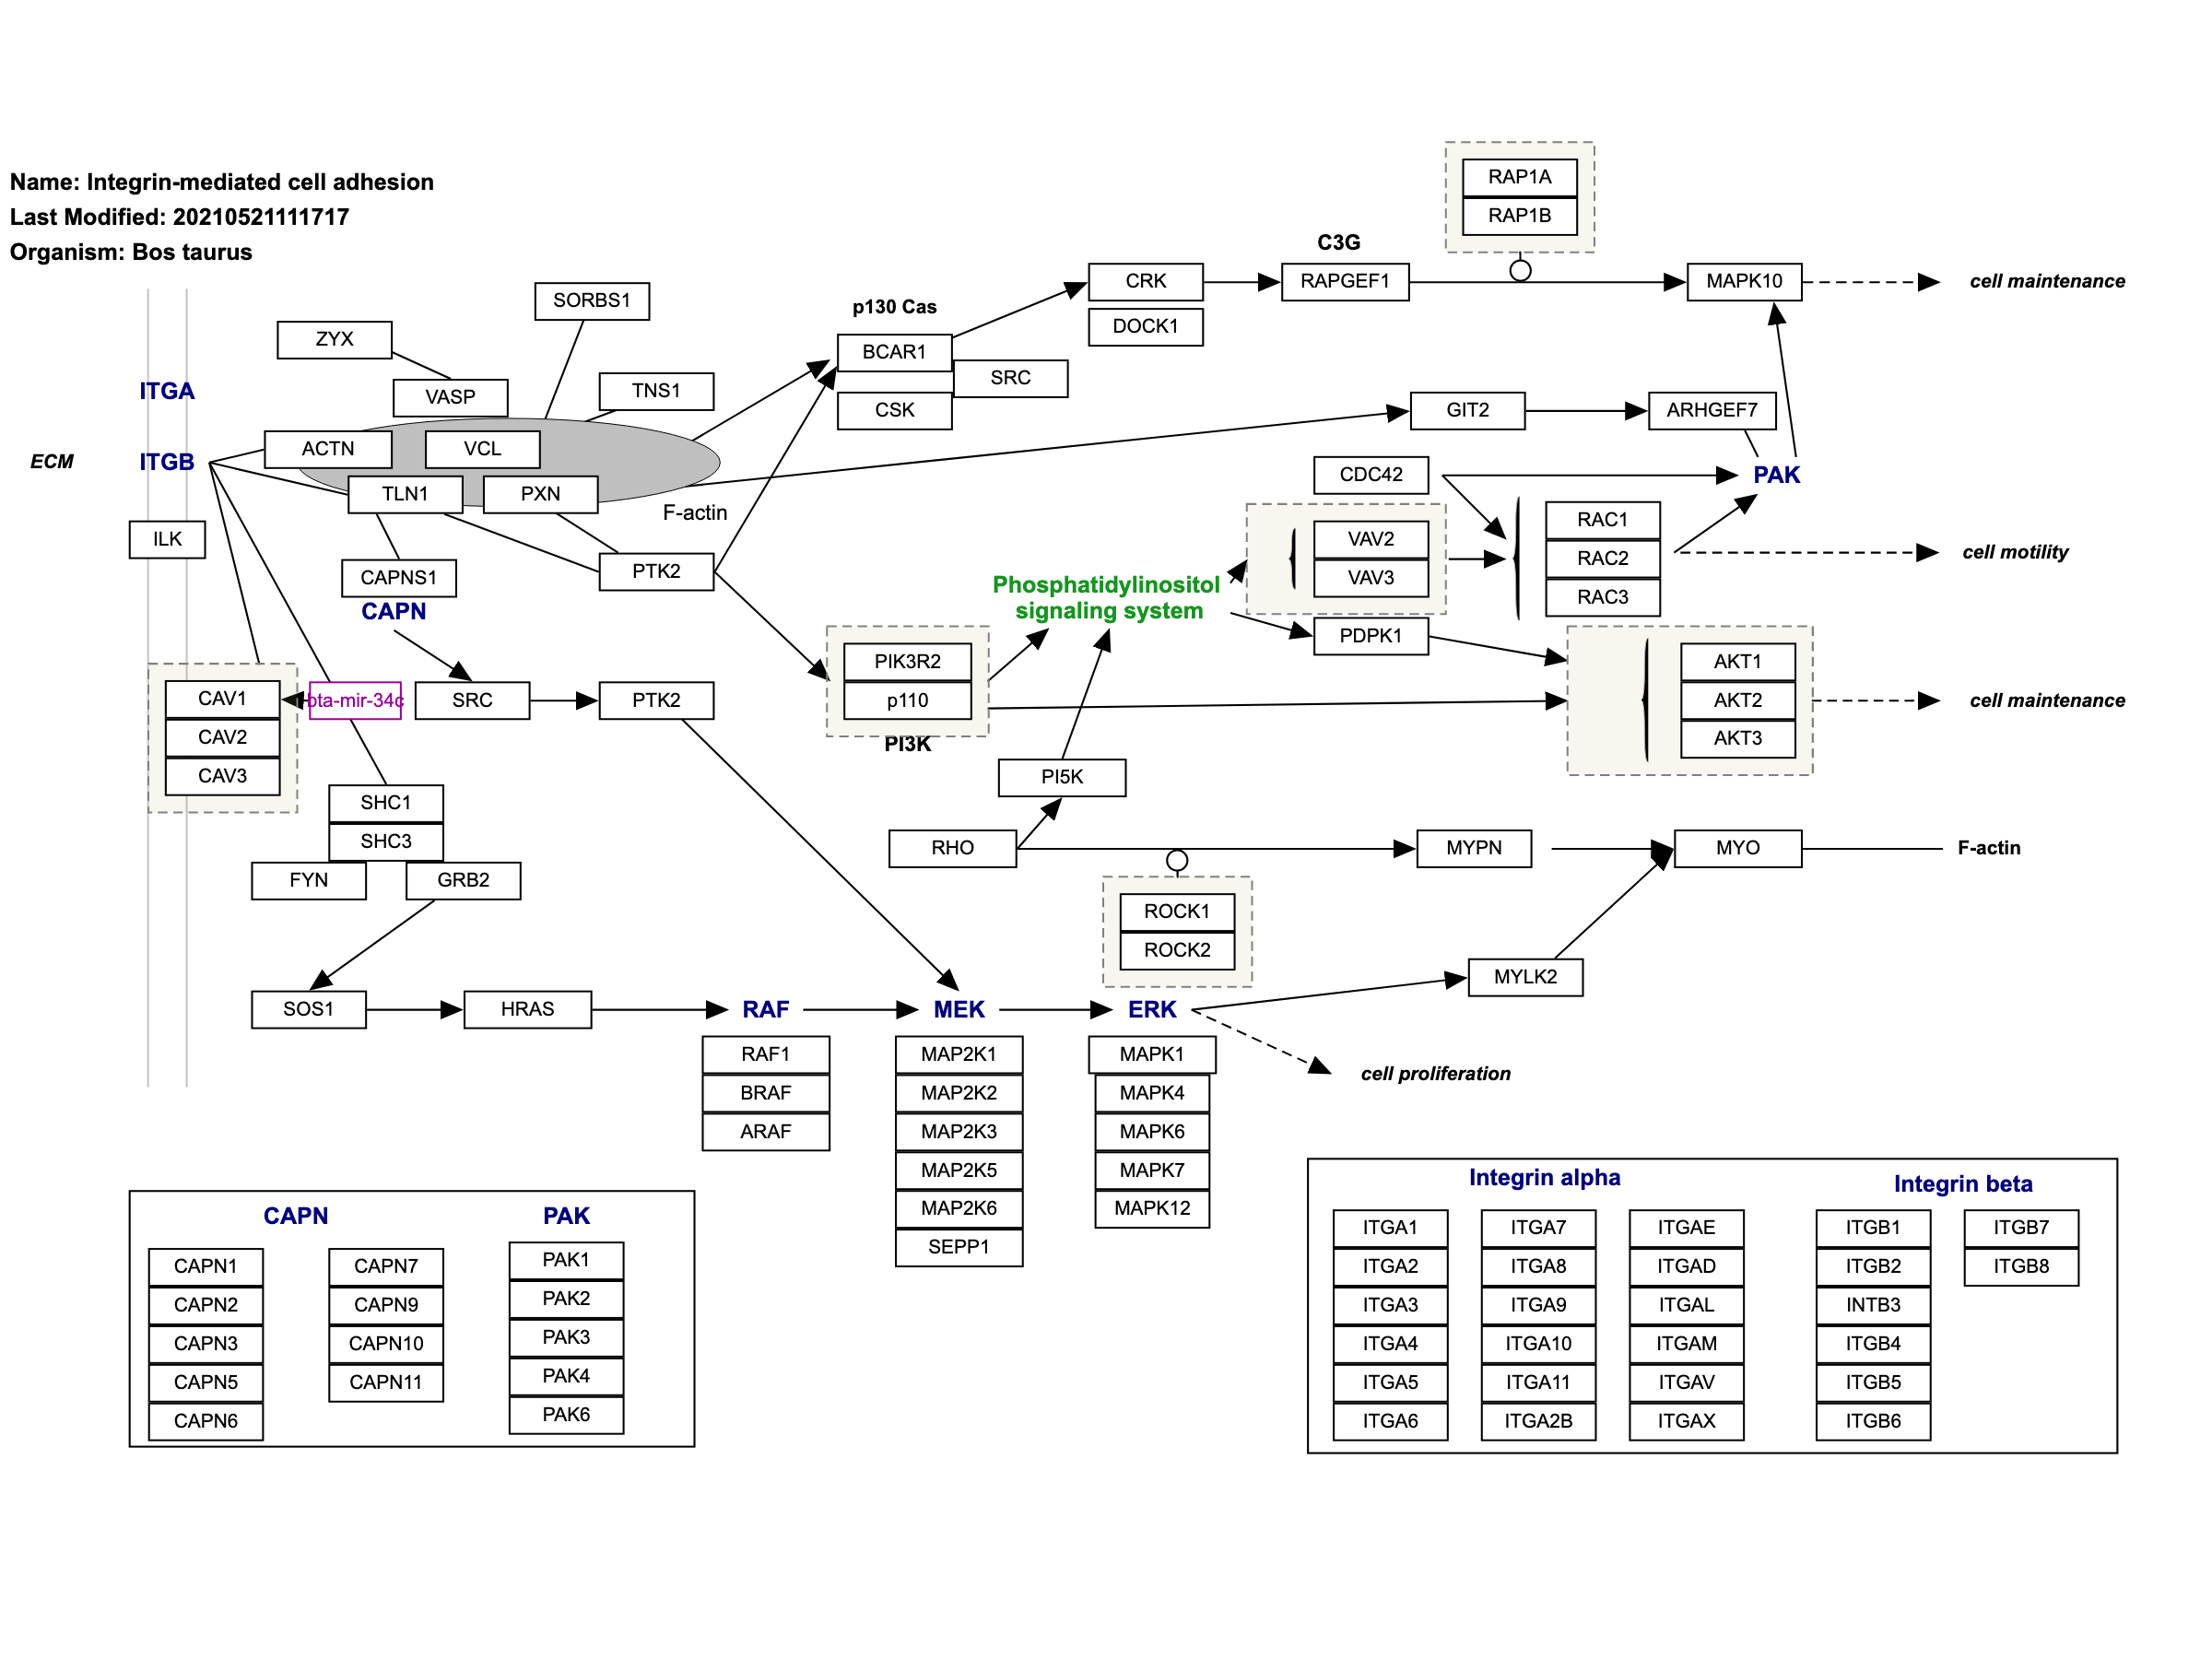 Name: Integrin-mediated cell adhesion
Last Modified: 20210521111717
Organism: Bos taurus
RAP1A
RAP1B
C3G
CRK
RAPGEF1
MAPK10
cell maintenance
DOCK1
SORBS1
p130 Cas
ZYX
BCAR1
SRC
CSK
VASP
TNS1
ITGA
GIT2
ARHGEF7
ACTN
VCL
ECM
ITGB
TLN1
PXN
F-actin
CDC42
PAK
ILK
CAPNS1
CAPN
PTK2
VAV2
VAV3
RAC1
RAC2
RAC3
cell motility
Phosphatidylinositol
signaling system
PDPK1
PIK3R2
p110
PI3K
AKT1
AKT2
AKT3
cell maintenance
CAV1
CAV2
CAV3
bta-mir-34c
SRC
PTK2
PI5K
SHC1
SHC3
FYN
GRB2
RHO
MYPN
MYO
F-actin
ROCK1
ROCK2
MYLK2
SOS1
HRAS
RAF
MEK
ERK
cell proliferation
RAF1
BRAF
ARAF
MAP2K1
MAP2K2
MAP2K3
MAP2K5
MAP2K6
SEPP1
MAPK1
MAPK4
MAPK6
MAPK7
MAPK12
CAPN
PAK
CAPN1
CAPN2
CAPN3
CAPN5
CAPN6
CAPN7
CAPN9
CAPN10
CAPN11
PAK1
PAK2
PAK3
PAK4
PAK6
Integrin alpha
Integrin beta
ITGA1
ITGA2
ITGA3
ITGA4
ITGA5
ITGA6
ITGA7
ITGA8
ITGA9
ITGA10
ITGA11
ITGA2B
ITGAE
ITGAD
ITGAL
ITGAM
ITGAV
ITGAX
ITGB1
ITGB2
INTB3
ITGB4
ITGB5
ITGB6
ITGB7
ITGB8